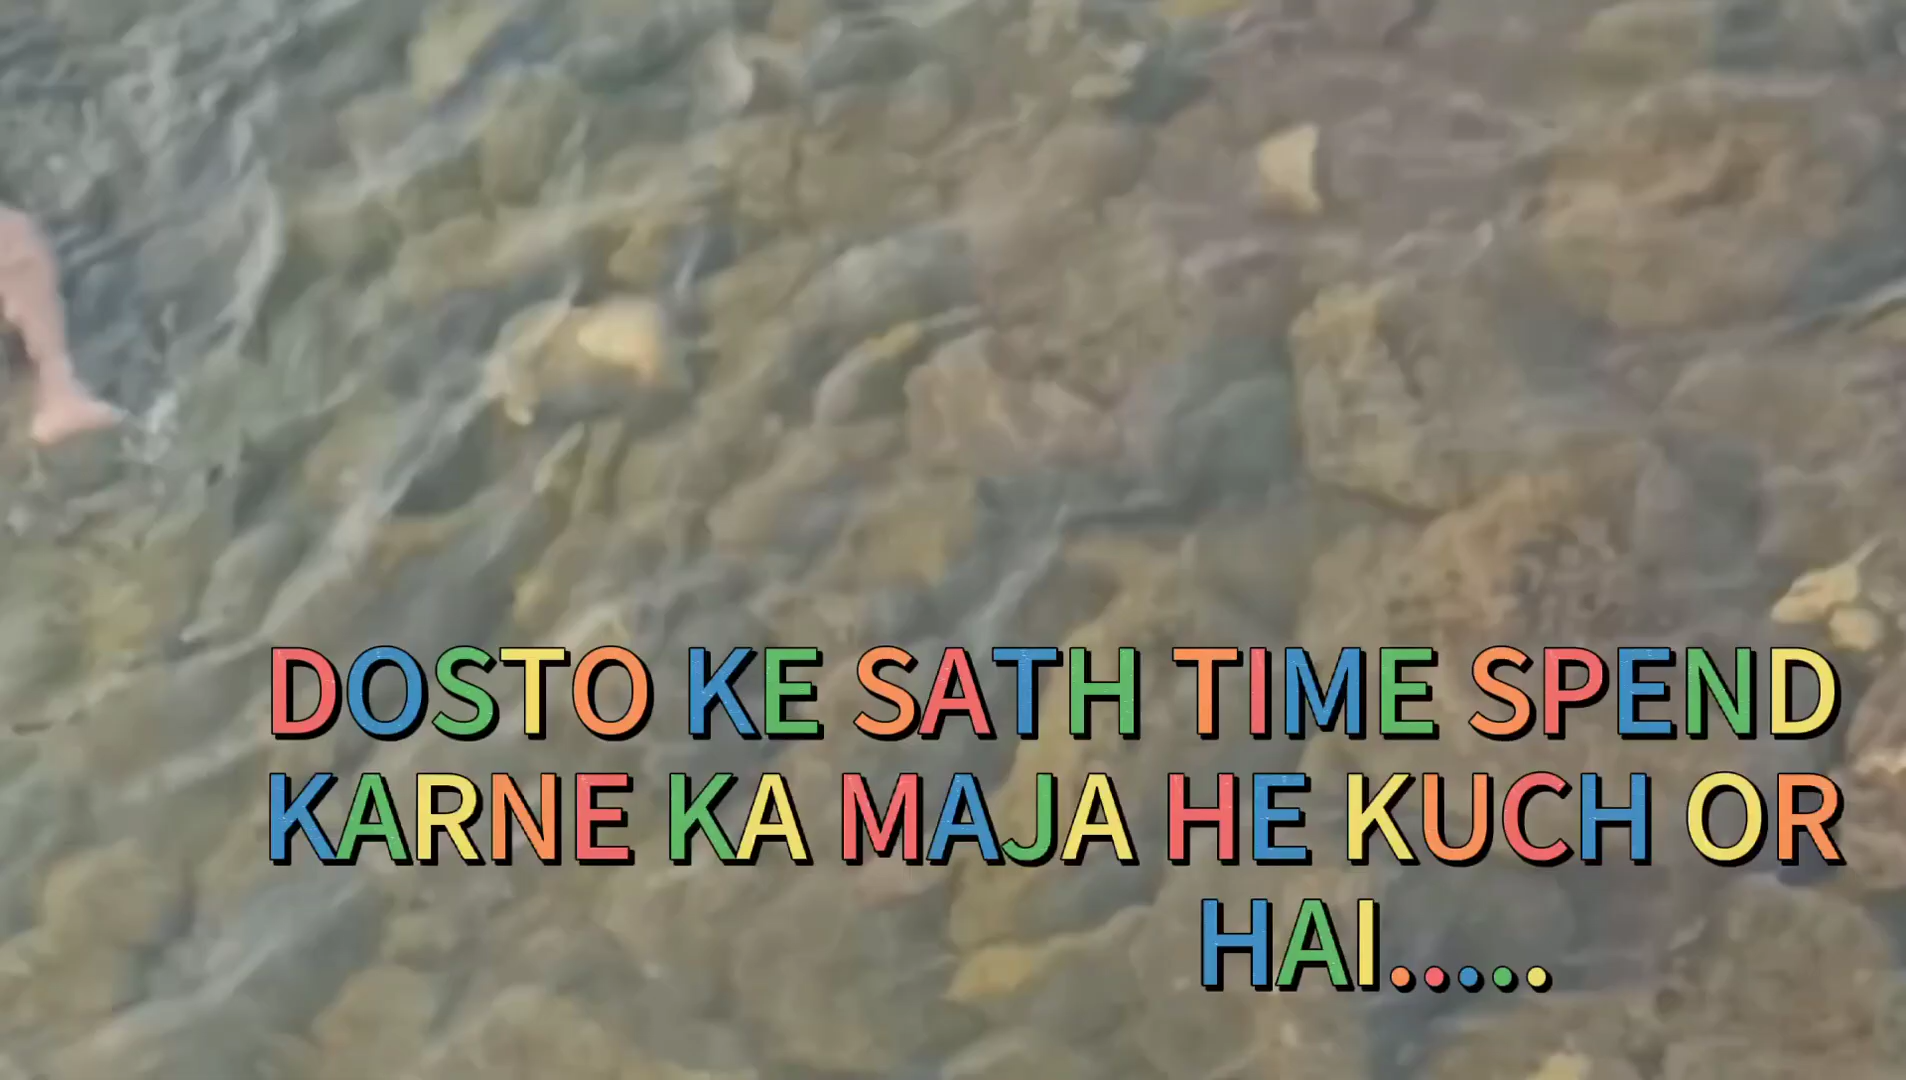 DOSTO KE SATH TIME SPEND
KARNE KA MAJA HE KUCH OR
HAI.....